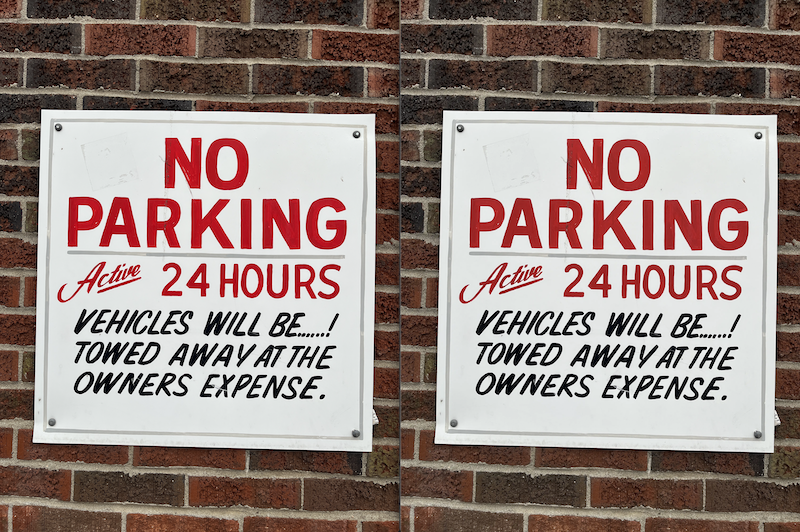 NO
PARKING
Active 24 HOURS
VEHICLES WILL BE......!
TOWED AWAY AT THE
OWNERS EXPENSE.
NO
PARKING
Active 24 HOURS
VEHICLES WILL BE......!
TOWED AWAY AT THE
OWNERS EXPENSE.